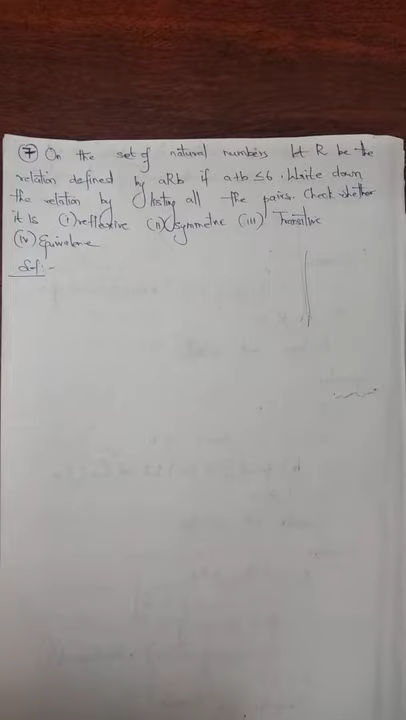 ⑦ On the set of natural numbers let R be the
relation defined by aRb if a+b ≤ 6. Write down
the relation by listing all the pairs. Check whether
it is (i) reflexive (ii) symmetric (iii) Transitive
(iv) Equivalence
Sol:-